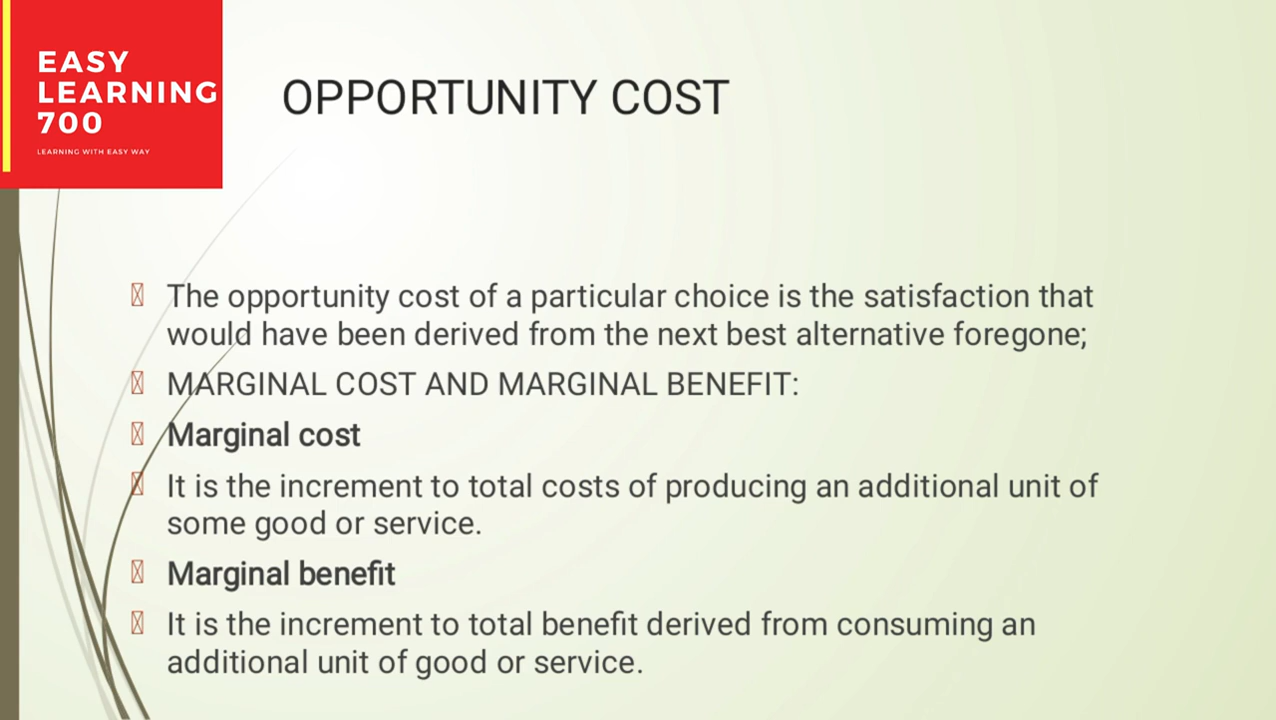 EASY
LEARNING
700
LEARNING WITH EASY WAY
OPPORTUNITY COST
The opportunity cost of a particular choice is the satisfaction that
would have been derived from the next best alternative foregone;
MARGINAL COST AND MARGINAL BENEFIT:
Marginal cost
It is the increment to total costs of producing an additional unit of
some good or service.
Marginal benefit
It is the increment to total benefit derived from consuming an
additional unit of good or service.